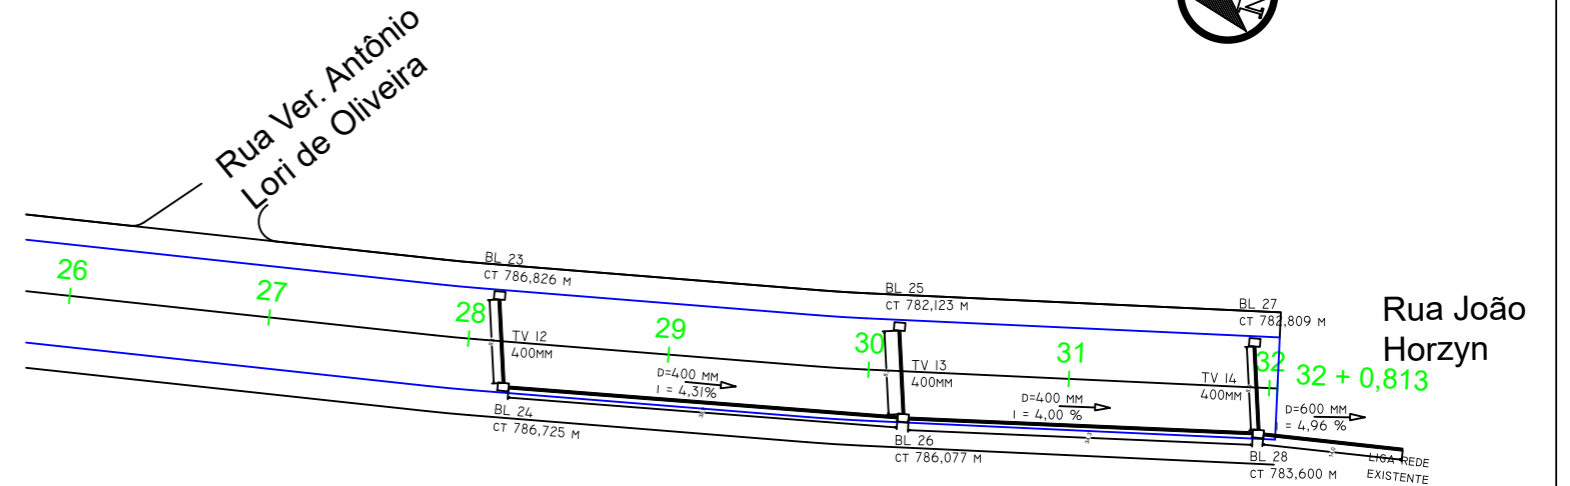 N
Rua Ver. Antônio
Lori de Oliveira
26
27
28
29
30
31
32
32 + 0,813
BL 23
CT 786,826 M
BL 25
CT 782,123 M
BL 27
CT 782,809 M
Rua João
Horzyn
TV 12
400MM
TV 13
400MM
TV 14
400MM
D=400 MM
I = 4,31%
D=400 MM
I = 4,00 %
D=600 MM
= 4,96 %
BL 24
CT 786,725 M
BL 26
CT 786,077 M
BL 28
CT 783,600 M
LIGA REDE
EXISTENTE